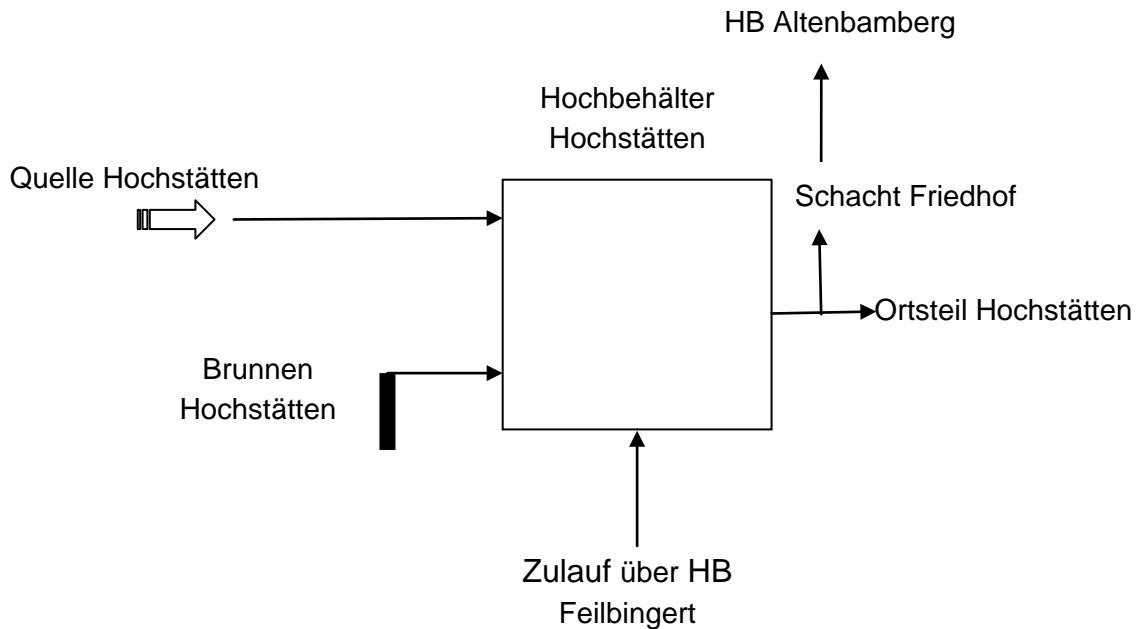 HB Altenbamberg
Hochbehälter
Hochstätten
Quelle Hochstätten
Schacht Friedhof
Ortsteil Hochstätten
Brunnen
Hochstätten
Zulauf über HB
Feilbingert